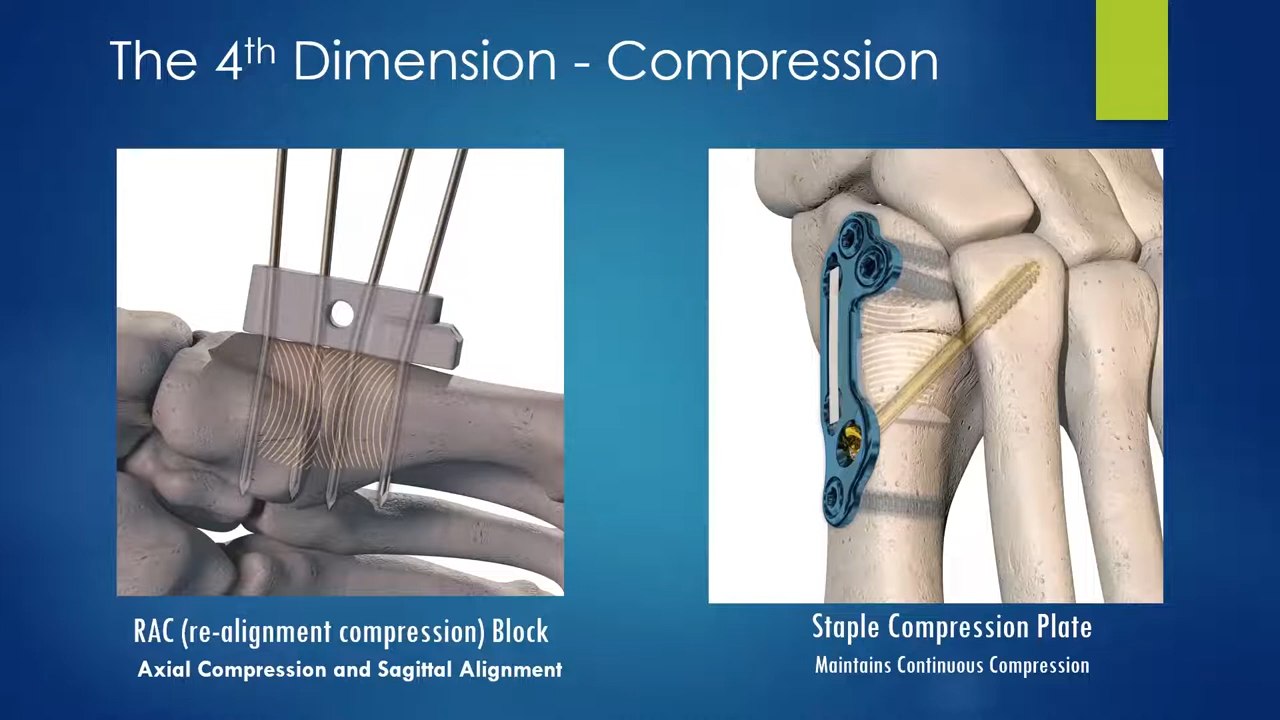 The 4th Dimension - Compression
RAC (re-alignment compression) Block
Axial Compression and Sagittal Alignment
Staple Compression Plate
Maintains Continuous Compression